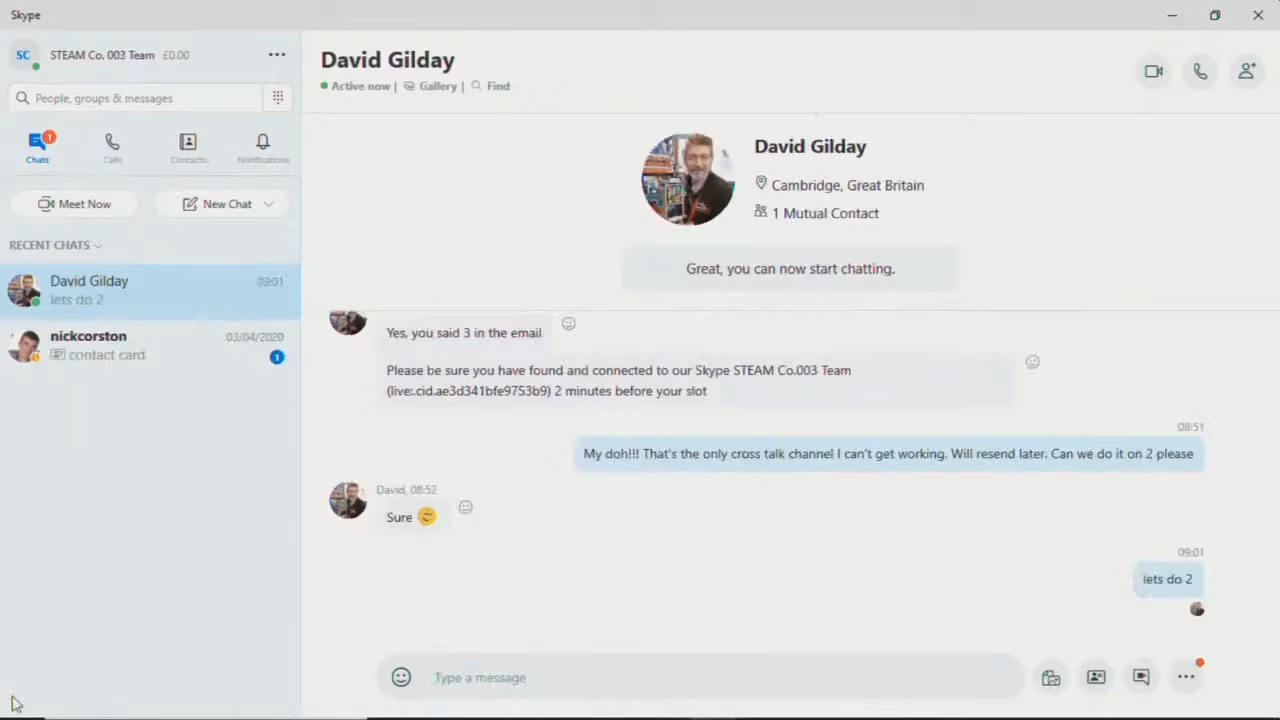 Skype
SC STEAM Co. 003 Team £0.00
People, groups & messages
1
Chats
Calls
Contacts
Notifications
Meet Now
New Chat
RECENT CHATS
David Gilday 09:01
lets do 2
nickcorston 03/04/2020
contact card 1
David Gilday
Active now | Gallery | Find
David Gilday
Cambridge, Great Britain
1 Mutual Contact
Great, you can now start chatting.
Yes, you said 3 in the email
Please be sure you have found and connected to our Skype STEAM Co.003 Team
(live:.cid.ae3d341bfe9753b9) 2 minutes before your slot
08:51
My doh!!! That's the only cross talk channel I can't get working. Will resend later. Can we do it on 2 please
David, 08:52
Sure
09:01
lets do 2
Type a message